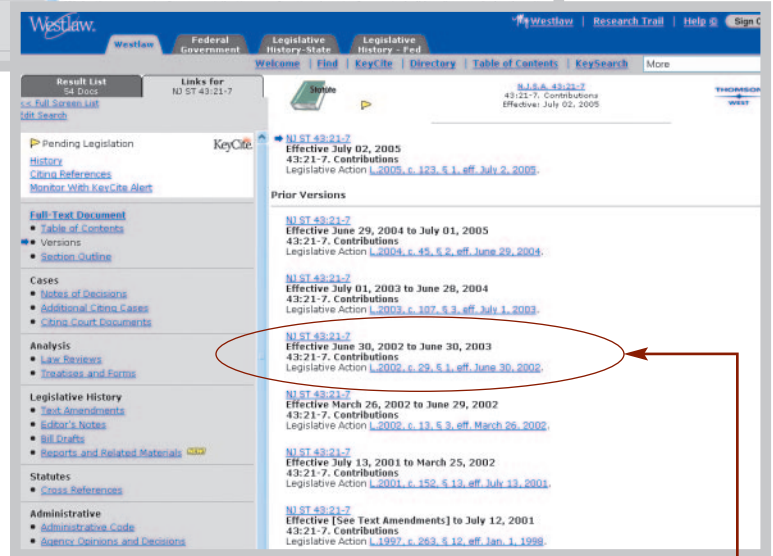 Westlaw.
Westlaw | Research Trail | Help
Sign
Westlaw
Federal Government
Legislative History-State
Legislative History - Fed
Welcome | Find | KeyCite | Directory | Table of Contents | KeySearch
More
Result List
54 Docs
Links for
NJ ST 43:21-7
<< Full Screen List
Edit Search
Pending Legislation
KeyCite
History
Citing References
Monitor With KeyCite Alert
Full-Text Document
• Table of Contents
• Versions
• Section Outline
Cases
• Notes of Decisions
• Additional Citing Cases
• Citing Court Documents
Analysis
• Law Reviews
• Treatises and Forms
Legislative History
• Text Amendments
• Editor's Notes
• Bill Drafts
• Reports and Related Materials NEW
Statutes
• Cross References
Administrative
• Administrative Code
• Agency Opinions and Decisions
Statute
N.J.S.A. 43:21-7
43:21-7. Contributions
Effective: July 02, 2005
THOMSON
WEST
NJ ST 43:21-7
Effective July 02, 2005
43:21-7. Contributions
Legislative Action L.2005, c. 123, § 1, eff. July 2, 2005.
Prior Versions
NJ ST 43:21-7
Effective June 29, 2004 to July 01, 2005
43:21-7. Contributions
Legislative Action L.2004, c. 45, § 2, eff. June 29, 2004.
NJ ST 43:21-7
Effective July 01, 2003 to June 28, 2004
43:21-7. Contributions
Legislative Action L.2003, c. 107, § 3, eff. July 1, 2003.
NJ ST 43:21-7
Effective June 30, 2002 to June 30, 2003
43:21-7. Contributions
Legislative Action L.2002, c. 29, § 1, eff. June 30, 2002.
NJ ST 43:21-7
Effective March 26, 2002 to June 29, 2002
43:21-7. Contributions
Legislative Action L.2002, c. 13, § 3, eff. March 26, 2002.
NJ ST 43:21-7
Effective July 13, 2001 to March 25, 2002
43:21-7. Contributions
Legislative Action L.2001, c. 152, § 13, eff. July 13, 2001.
NJ ST 43:21-7
Effective [See Text Amendments] to July 12, 2001
43:21-7. Contributions
Legislative Action L.1997, c. 263, § 12, eff. Jan. 1, 1998.